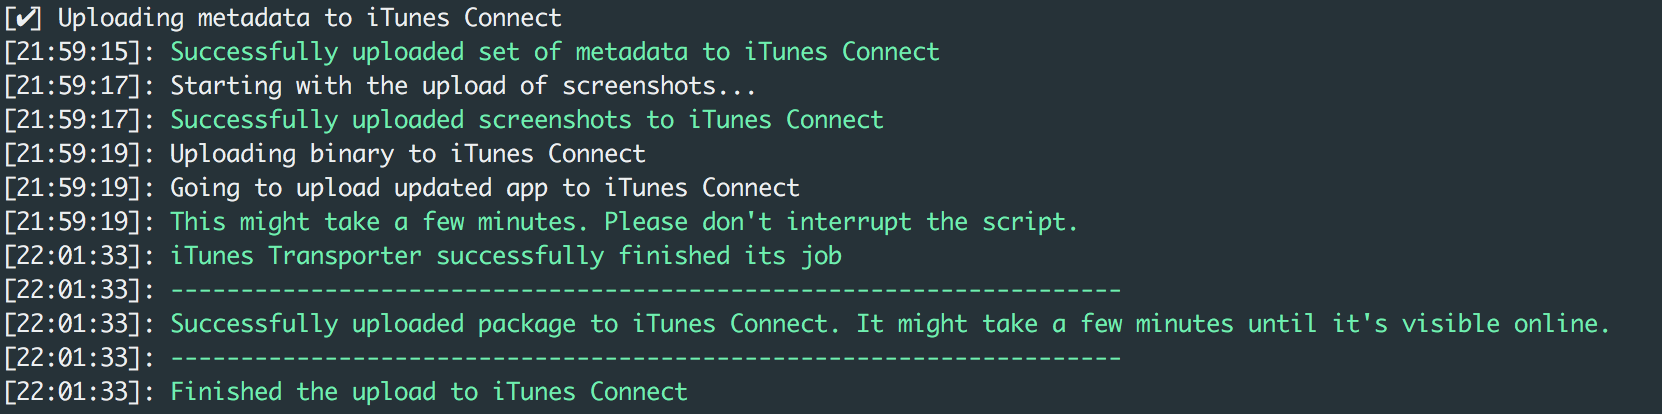 [✔] Uploading metadata to iTunes Connect
[21:59:15]: Successfully uploaded set of metadata to iTunes Connect
[21:59:17]: Starting with the upload of screenshots...
[21:59:17]: Successfully uploaded screenshots to iTunes Connect
[21:59:19]: Uploading binary to iTunes Connect
[21:59:19]: Going to upload updated app to iTunes Connect
[21:59:19]: This might take a few minutes. Please don't interrupt the script.
[22:01:33]: iTunes Transporter successfully finished its job
[22:01:33]: --------------------------------------------------------------------
[22:01:33]: Successfully uploaded package to iTunes Connect. It might take a few minutes until it's visible online.
[22:01:33]: --------------------------------------------------------------------
[22:01:33]: Finished the upload to iTunes Connect